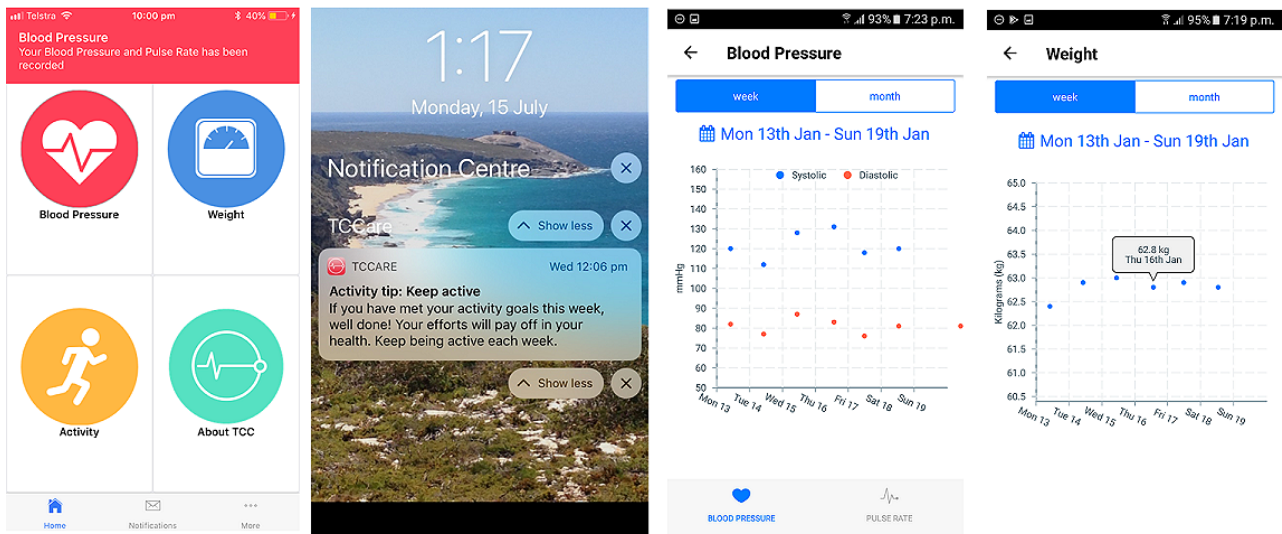 Telstra 10:00 pm 40%
Blood Pressure
Your Blood Pressure and Pulse Rate has been
recorded
Blood Pressure Weight
Activity About TCC
Home Notifications More
1:17
Monday, 15 July
Notification Centre
TCCare Show less
TCCARE Wed 12:06 pm
Activity tip: Keep active
If you have met your activity goals this week,
well done! Your efforts will pay off in your
health. Keep being active each week.
Show less
93% 7:23 p.m.
Blood Pressure
week month
Mon 13th Jan - Sun 19th Jan
Systolic Diastolic
mmHg
160
150
140
130
120
110
100
90
80
70
60
50
Mon 13 Tue 14 Wed 15 Thu 16 Fri 17 Sat 18 Sun 19
BLOOD PRESSURE PULSE RATE
95% 7:19 p.m.
Weight
week month
Mon 13th Jan - Sun 19th Jan
Kilograms (kg)
65.0
64.5
64.0
63.5
63.0
62.5
62.0
61.5
61.0
60.5
62.8 kg
Thu 16th Jan
Mon 13 Tue 14 Wed 15 Thu 16 Fri 17 Sat 18 Sun 19